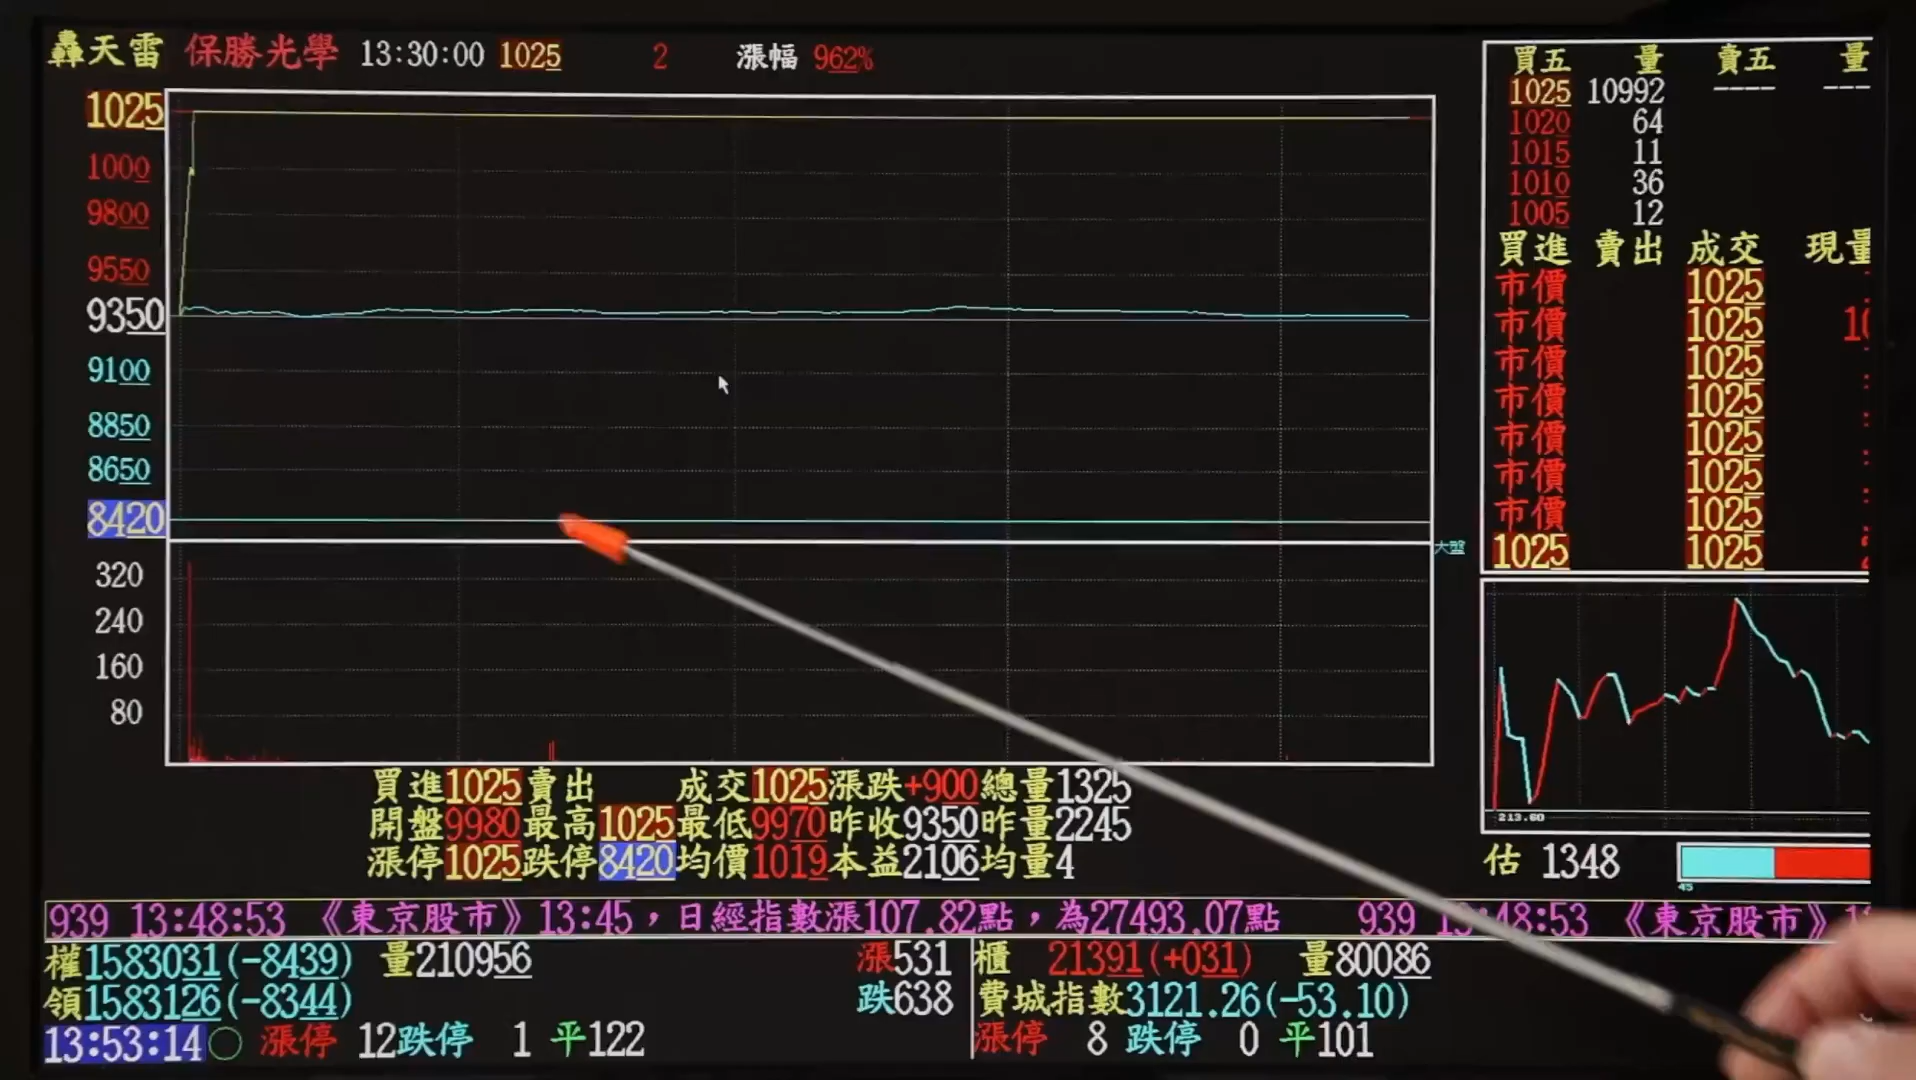 轟天雷 保勝光學 13:30:00 1025 2 漲幅 962%
1025
1000
9800
9550
9350
9100
8850
8650
8420
320
240
160
80
大盤
買五 量 賣五 量
1025 10992 ---- ---
1020 64
1015 11
1010 36
1005 12
買進 賣出 成交 現量
市價 1025
市價 1025 10
市價 1025
市價 1025
市價 1025
市價 1025
市價 1025
1025 1025
213.60
估 1348
45
買進1025賣出 成交1025漲跌+900總量1325
開盤9980最高1025最低9970昨收9350昨量2245
漲停1025跌停8420均價1019本益2106均量4
939 13:48:53 《東京股市》13:45，日經指數漲107.82點，為27493.07點 939 13:48:53 《東京股市》
權1583031(-8439) 量210956 漲531 櫃 21391(+031) 量80086
領1583126(-8344) 跌638 費城指數3121.26(-53.10)
13:53:14 漲停 12跌停 1 平122 漲停 8 跌停 0 平101